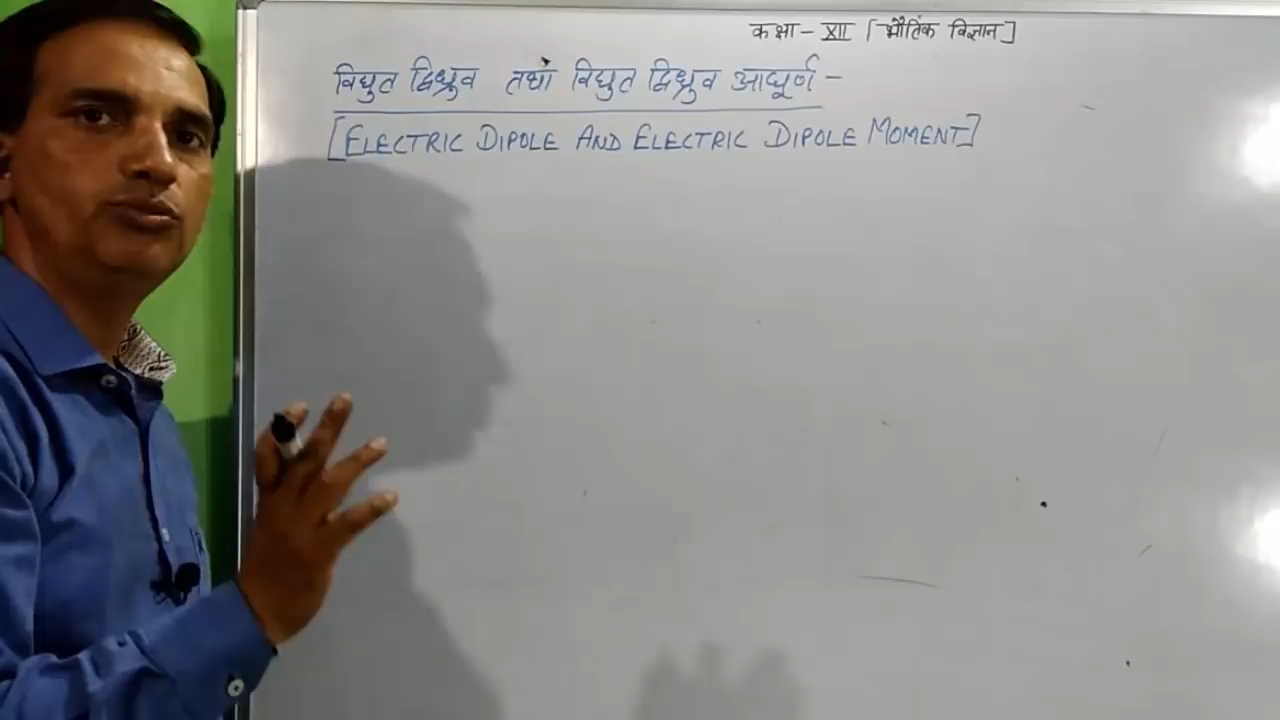 कक्षा - XII [भौतिक विज्ञान]
विधुत द्विध्रुव तथा विधुत द्विध्रुव आघूर्ण -
[ELECTRIC DIPOLE AND ELECTRIC DIPOLE MOMENT]